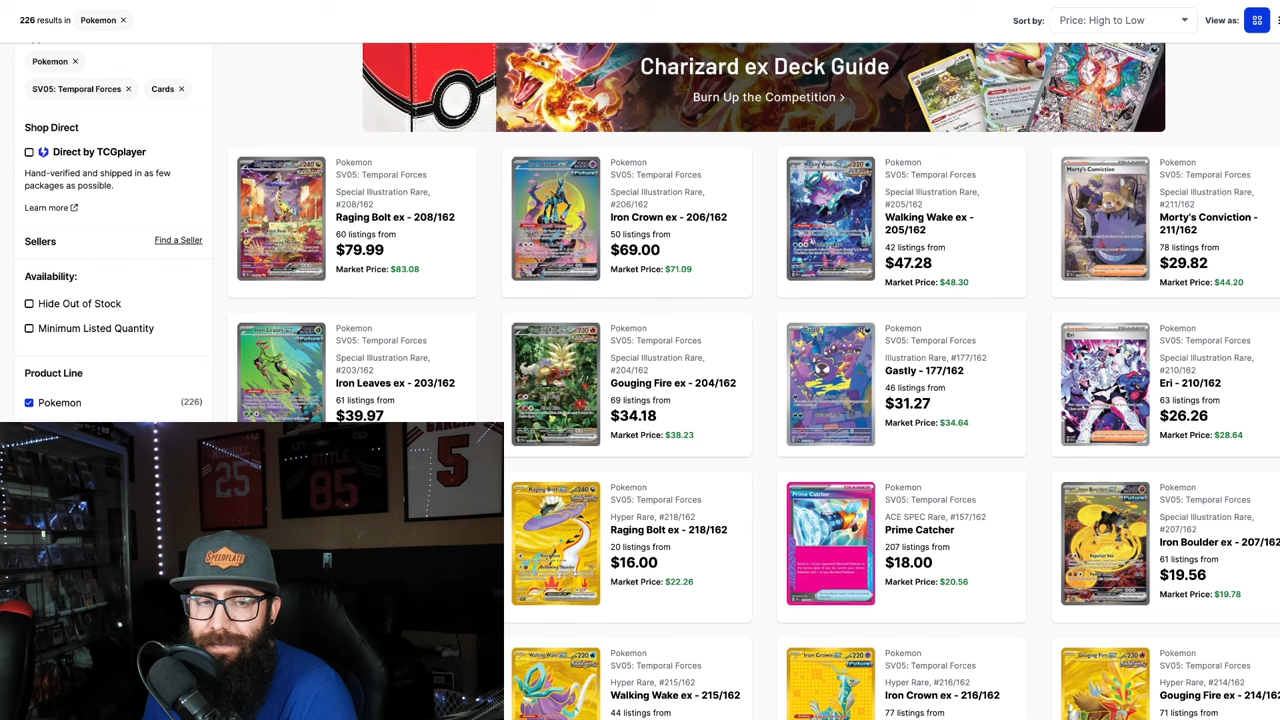 226 results in
Pokemon ✕
Sort by:
Price: High to Low
View as:
Pokemon ✕
SV05: Temporal Forces ✕
Cards ✕
Shop Direct
Direct by TCGplayer
Hand-verified and shipped in as few
packages as possible.
Learn more
Sellers
Find a Seller
Availability:
Hide Out of Stock
Minimum Listed Quantity
Product Line
Pokemon
(226)
Charizard ex Deck Guide
Burn Up the Competition >
Pokemon
SV05: Temporal Forces
Special Illustration Rare,
#208/162
Raging Bolt ex - 208/162
60 listings from
$79.99
Market Price: $83.08
Pokemon
SV05: Temporal Forces
Special Illustration Rare,
#206/162
Iron Crown ex - 206/162
50 listings from
$69.00
Market Price: $71.09
Pokemon
SV05: Temporal Forces
Special Illustration Rare,
#205/162
Walking Wake ex -
205/162
42 listings from
$47.28
Market Price: $48.30
Pokemon
SV05: Temporal Forces
Special Illustration Rare,
#211/162
Morty's Conviction -
211/162
78 listings from
$29.82
Market Price: $44.20
Pokemon
SV05: Temporal Forces
Special Illustration Rare,
#203/162
Iron Leaves ex - 203/162
61 listings from
$39.97
Pokemon
SV05: Temporal Forces
Special Illustration Rare,
#204/162
Gouging Fire ex - 204/162
69 listings from
$34.18
Market Price: $38.23
Pokemon
SV05: Temporal Forces
Illustration Rare, #177/162
Gastly - 177/162
46 listings from
$31.27
Market Price: $34.64
Pokemon
SV05: Temporal Forces
Special Illustration Rare,
#210/162
Eri - 210/162
63 listings from
$26.26
Market Price: $28.64
Pokemon
SV05: Temporal Forces
Hyper Rare, #218/162
Raging Bolt ex - 218/162
20 listings from
$16.00
Market Price: $22.26
Pokemon
SV05: Temporal Forces
ACE SPEC Rare, #157/162
Prime Catcher
207 listings from
$18.00
Market Price: $20.56
Pokemon
SV05: Temporal Forces
Special Illustration Rare,
#207/162
Iron Boulder ex - 207/162
61 listings from
$19.56
Market Price: $19.78
Pokemon
SV05: Temporal Forces
Hyper Rare, #215/162
Walking Wake ex - 215/162
44 listings from
Pokemon
SV05: Temporal Forces
Hyper Rare, #216/162
Iron Crown ex - 216/162
77 listings from
Pokemon
SV05: Temporal Forces
Hyper Rare, #214/162
Gouging Fire ex - 214/162
71 listings from
Prime Catcher
25
KITTLE
85
GARCIA
5
SPEEDFLATE